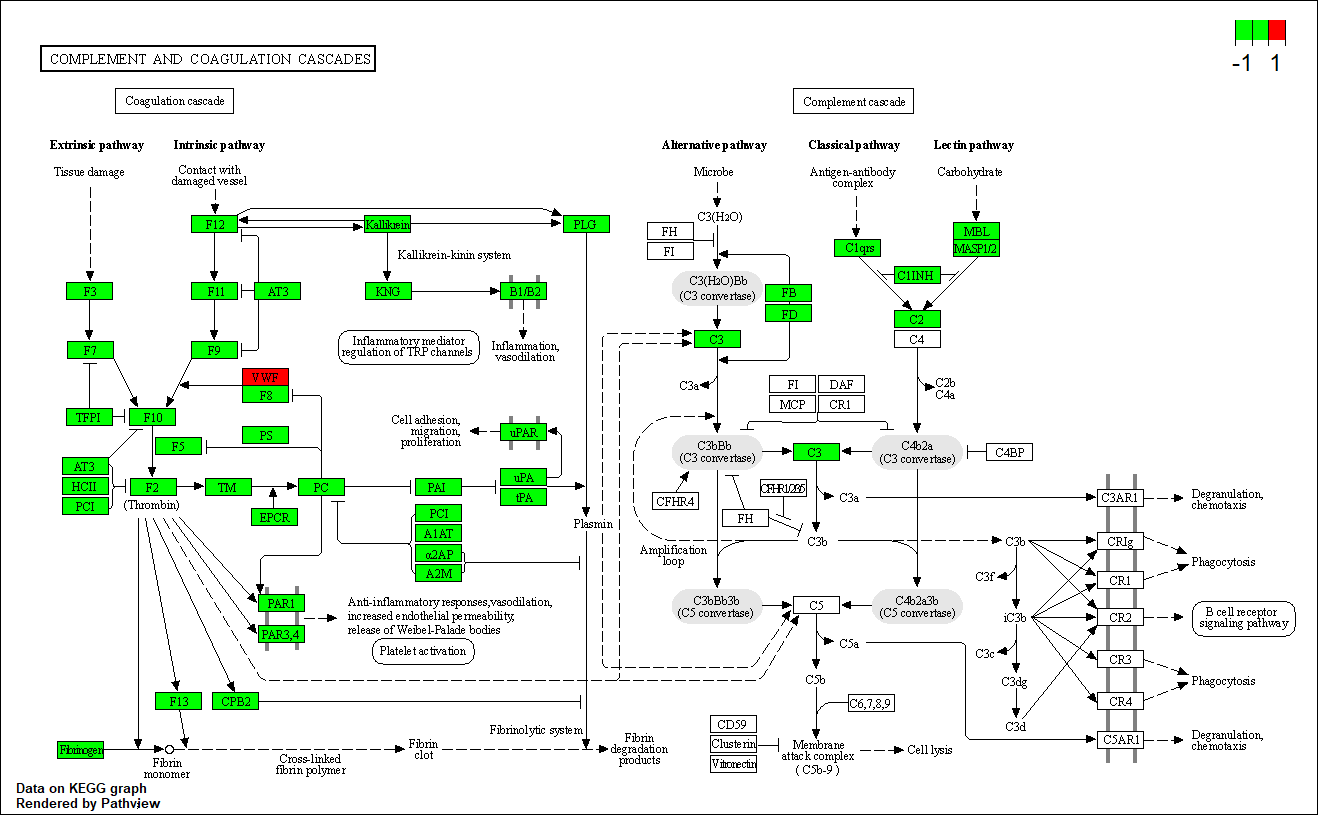 COMPLEMENT AND COAGULATION CASCADES
-1 1
Coagulation cascade
Complement cascade
Extrinsic pathway
Intrinsic pathway
Alternative pathway
Classical pathway
Lectin pathway
Tissue damage
Contact with
damaged vessel
Microbe
Antigen-antibody
complex
Carbohydrate
F12
Kallikrein
PLG
Kallikrein-kinin system
F3
F11
AT3
KNG
B1/B2
Inflammatory mediator
regulation of TRP channels
Inflammation,
vasodilation
F7
F9
VWF
F8
TFPI
F10
PS
F5
Cell adhesion,
migration,
proliferation
uPAR
AT3
HCII
PCI
F2
(Thrombin)
TM
PC
PAI
uPA
tPA
EPCR
PCI
A1AT
α2AP
A2M
Plasmin
PAR1
PAR3,4
Anti-inflammatory responses,vasodilation,
increased endothelial permeability,
release of Weibel-Palade bodies
Platelet activation
F13
CPB2
Fibrinolytic system
Fibrinogen
Fibrin
monomer
Cross-linked
fibrin polymer
Fibrin
clot
Fibrin
degradation
products
C3(H2O)
FH
FI
C3(H2O)Bb
(C3 convertase)
FB
FD
C3
C3a
C1qrs
MBL
MASP1/2
C1INH
C2
C4
C2b
C4a
FI
DAF
MCP
CR1
C3bBb
(C3 convertase)
C3
C4b2a
(C3 convertase)
C4BP
CFHR4
FH
C3a
C3b
Amplification
loop
C3bBb3b
(C5 convertase)
C5
C4b2a3b
(C5 convertase)
C5a
C5b
C6,7,8,9
CD59
Clusterin
Vitronectin
Membrane
attack complex
(C5b-9)
Cell lysis
C3b
C3f
iC3b
C3c
C3dg
C3d
C3AR1
CRIg
CR1
CR2
CR3
CR4
C5AR1
Degranulation,
chemotaxis
Phagocytosis
B cell receptor
signaling pathway
Phagocytosis
Degranulation,
chemotaxis
Data on KEGG graph
Rendered by Pathview